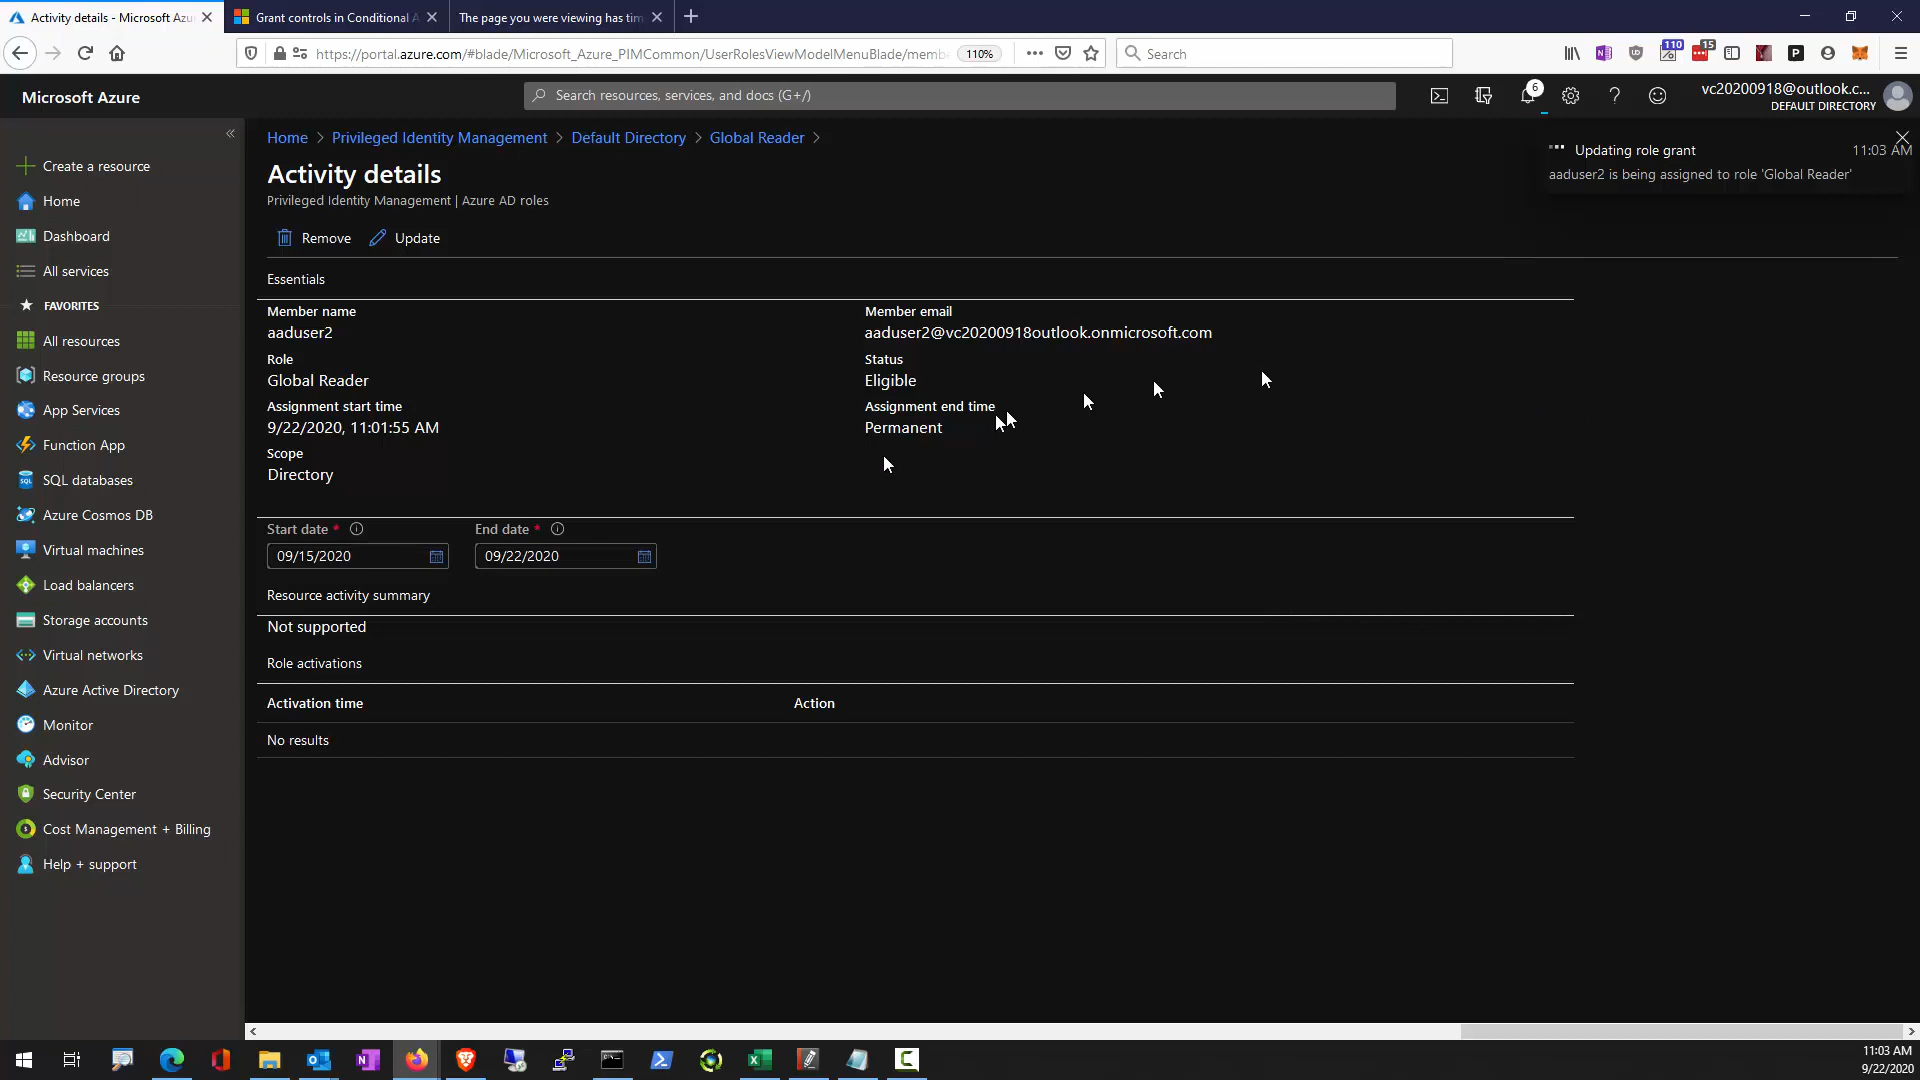 Activity details - Microsoft Azu
Grant controls in Conditional A
The page you were viewing has tim
https://portal.azure.com/#blade/Microsoft_Azure_PIMCommon/UserRolesViewModelMenuBlade/memb
110%
Search
110
15
Microsoft Azure
Search resources, services, and docs (G+/)
6
vc20200918@outlook.c...
DEFAULT DIRECTORY
Home > Privileged Identity Management > Default Directory > Global Reader >
Activity details
Privileged Identity Management | Azure AD roles
Updating role grant
11:03 AM
aaduser2 is being assigned to role 'Global Reader'
Create a resource
Home
Dashboard
All services
FAVORITES
All resources
Resource groups
App Services
Function App
SQL databases
Azure Cosmos DB
Virtual machines
Load balancers
Storage accounts
Virtual networks
Azure Active Directory
Monitor
Advisor
Security Center
Cost Management + Billing
Help + support
Remove
Update
Essentials
Member name
aaduser2
Member email
aaduser2@vc20200918outlook.onmicrosoft.com
Role
Global Reader
Status
Eligible
Assignment start time
9/22/2020, 11:01:55 AM
Assignment end time
Permanent
Scope
Directory
Start date *
End date *
09/15/2020
09/22/2020
Resource activity summary
Not supported
Role activations
Activation time
Action
No results
11:03 AM
9/22/2020